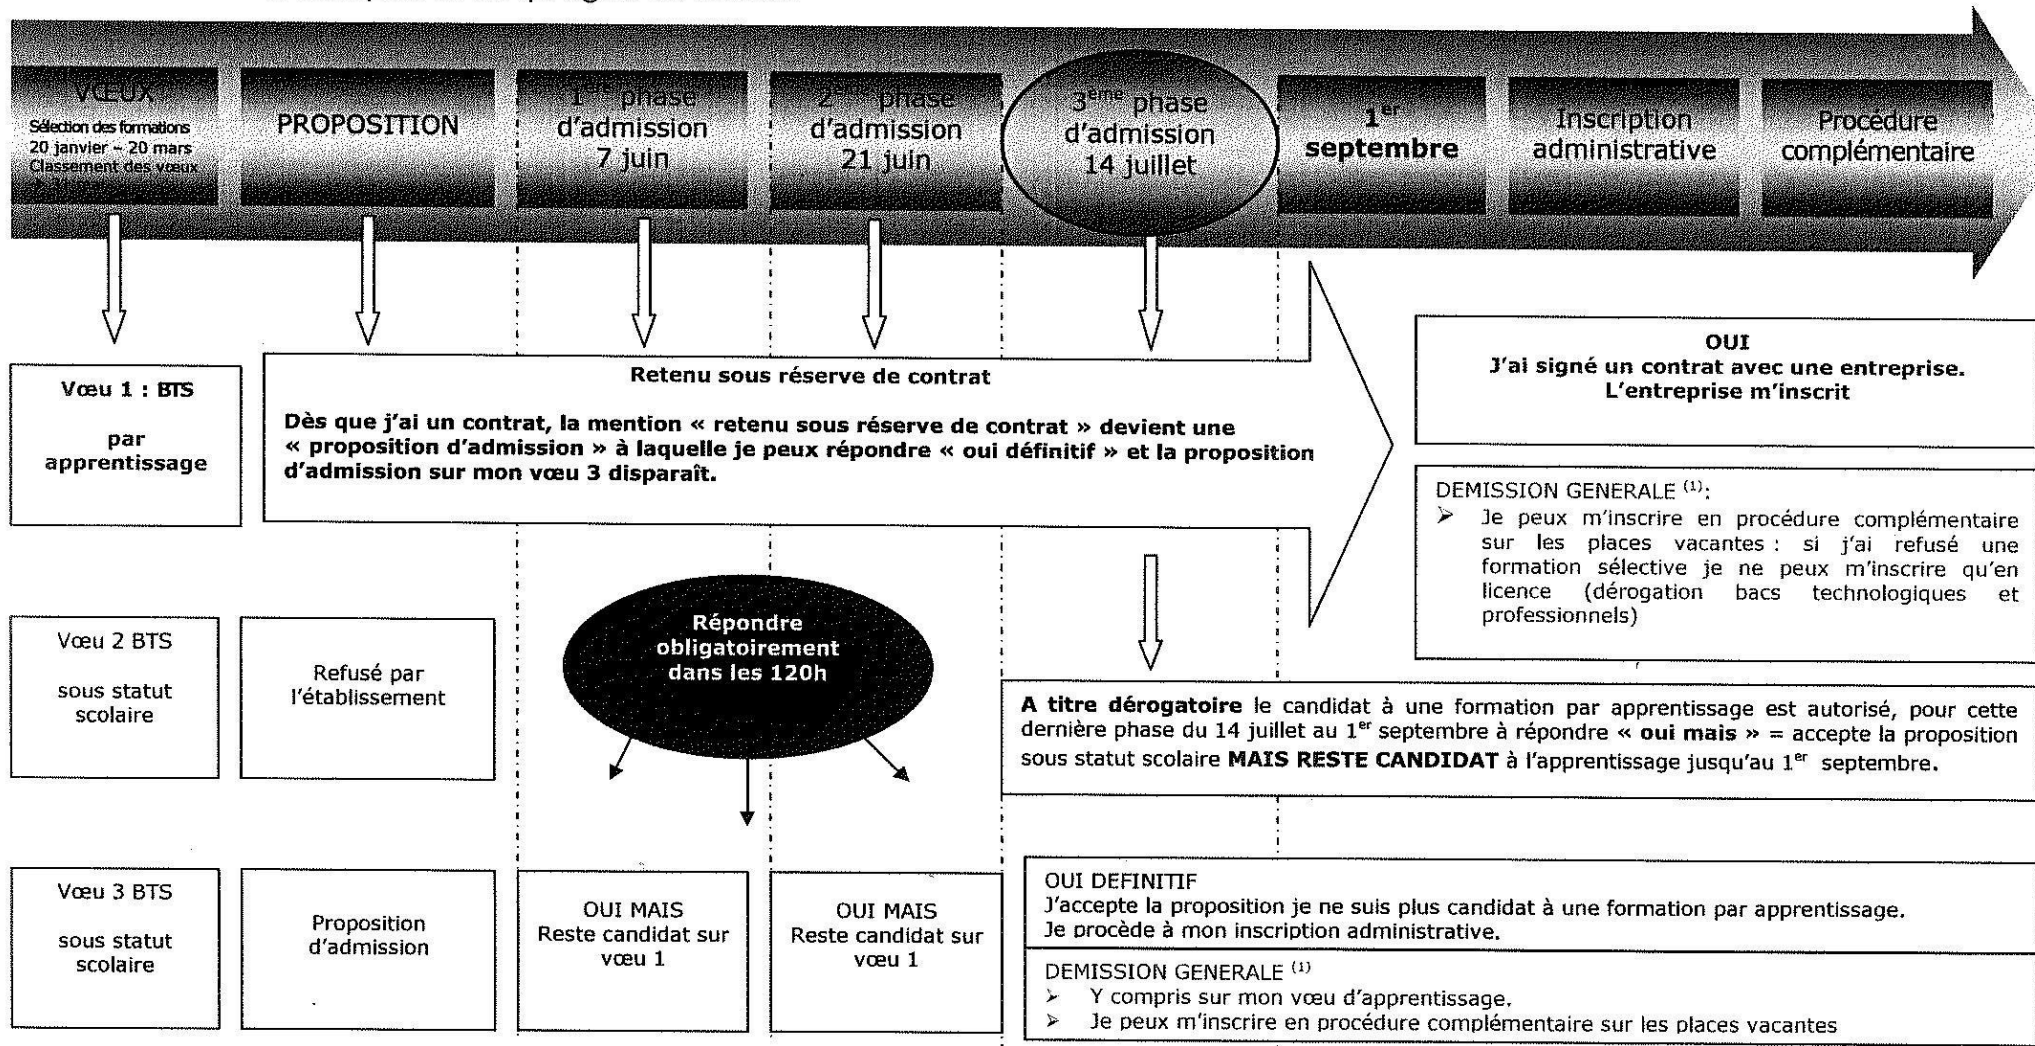 VŒUX
Sélection des formations
20 janvier – 20 mars
Classement des vœux
PROPOSITION
1ère phase
d'admission
7 juin
2ème phase
d'admission
21 juin
3ème phase
d'admission
14 juillet
1er
septembre
Inscription
administrative
Procédure
complémentaire
Vœu 1 : BTS
par
apprentissage
Retenu sous réserve de contrat
Dès que j'ai un contrat, la mention « retenu sous réserve de contrat » devient une
« proposition d'admission » à laquelle je peux répondre « oui définitif » et la proposition
d'admission sur mon vœu 3 disparaît.
OUI
J'ai signé un contrat avec une entreprise.
L'entreprise m'inscrit
DEMISSION GENERALE (1):
➢ Je peux m'inscrire en procédure complémentaire
sur les places vacantes : si j'ai refusé une
formation sélective je ne peux m'inscrire qu'en
licence (dérogation bacs technologiques et
professionnels)
Vœu 2 BTS
sous statut
scolaire
Refusé par
l'établissement
Répondre
obligatoirement
dans les 120h
A titre dérogatoire le candidat à une formation par apprentissage est autorisé, pour cette
dernière phase du 14 juillet au 1er septembre à répondre « oui mais » = accepte la proposition
sous statut scolaire MAIS RESTE CANDIDAT à l'apprentissage jusqu'au 1er septembre.
Vœu 3 BTS
sous statut
scolaire
Proposition
d'admission
OUI MAIS
Reste candidat sur
vœu 1
OUI MAIS
Reste candidat sur
vœu 1
OUI DEFINITIF
J'accepte la proposition je ne suis plus candidat à une formation par apprentissage.
Je procède à mon inscription administrative.
DEMISSION GENERALE (1)
➢ Y compris sur mon vœu d'apprentissage.
➢ Je peux m'inscrire en procédure complémentaire sur les places vacantes